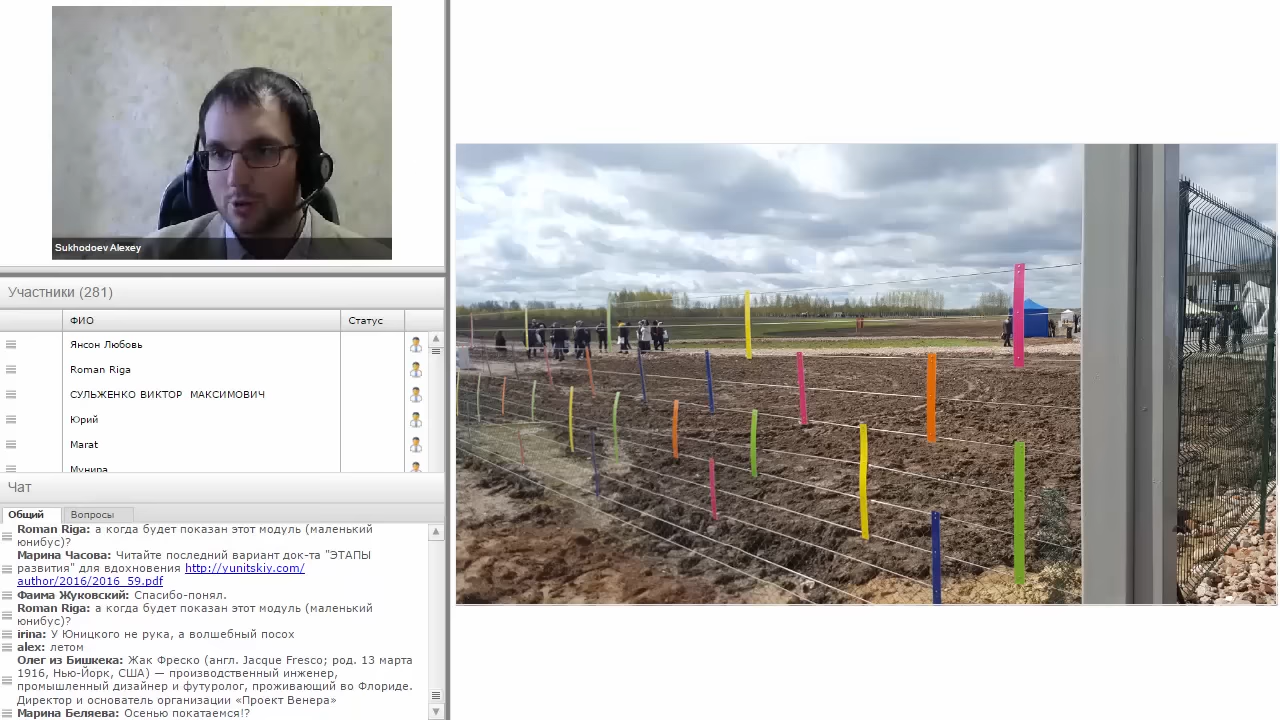 Sukhodoev Alexey
Участники (281)
ФИО
Статус
Янсон Любовь
Roman Riga
СУЛЬЖЕНКО ВИКТОР МАКСИМОВИЧ
Юрий
Marat
Мунира
Чат
Общий
Вопросы
Roman Riga: а когда будет показан этот модуль (маленький
юнибус)?
Марина Часова: Читайте последний вариант док-та "ЭТАПЫ
развития" для вдохновения http://yunitskiy.com/
author/2016/2016_59.pdf
Фаима Жуковский: Спасибо-понял.
Roman Riga: а когда будет показан этот модуль (маленький
юнибус)?
irina: У Юницкого не рука, а волшебный посох
alex: летом
Олег из Бишкека: Жак Фреско (англ. Jacque Fresco; род. 13 марта
1916, Нью-Йорк, США) — производственный инженер,
промышленный дизайнер и футуролог, проживающий во Флориде.
Директор и основатель организации «Проект Венера»
Марина Беляева: Осенью покатаемся!?